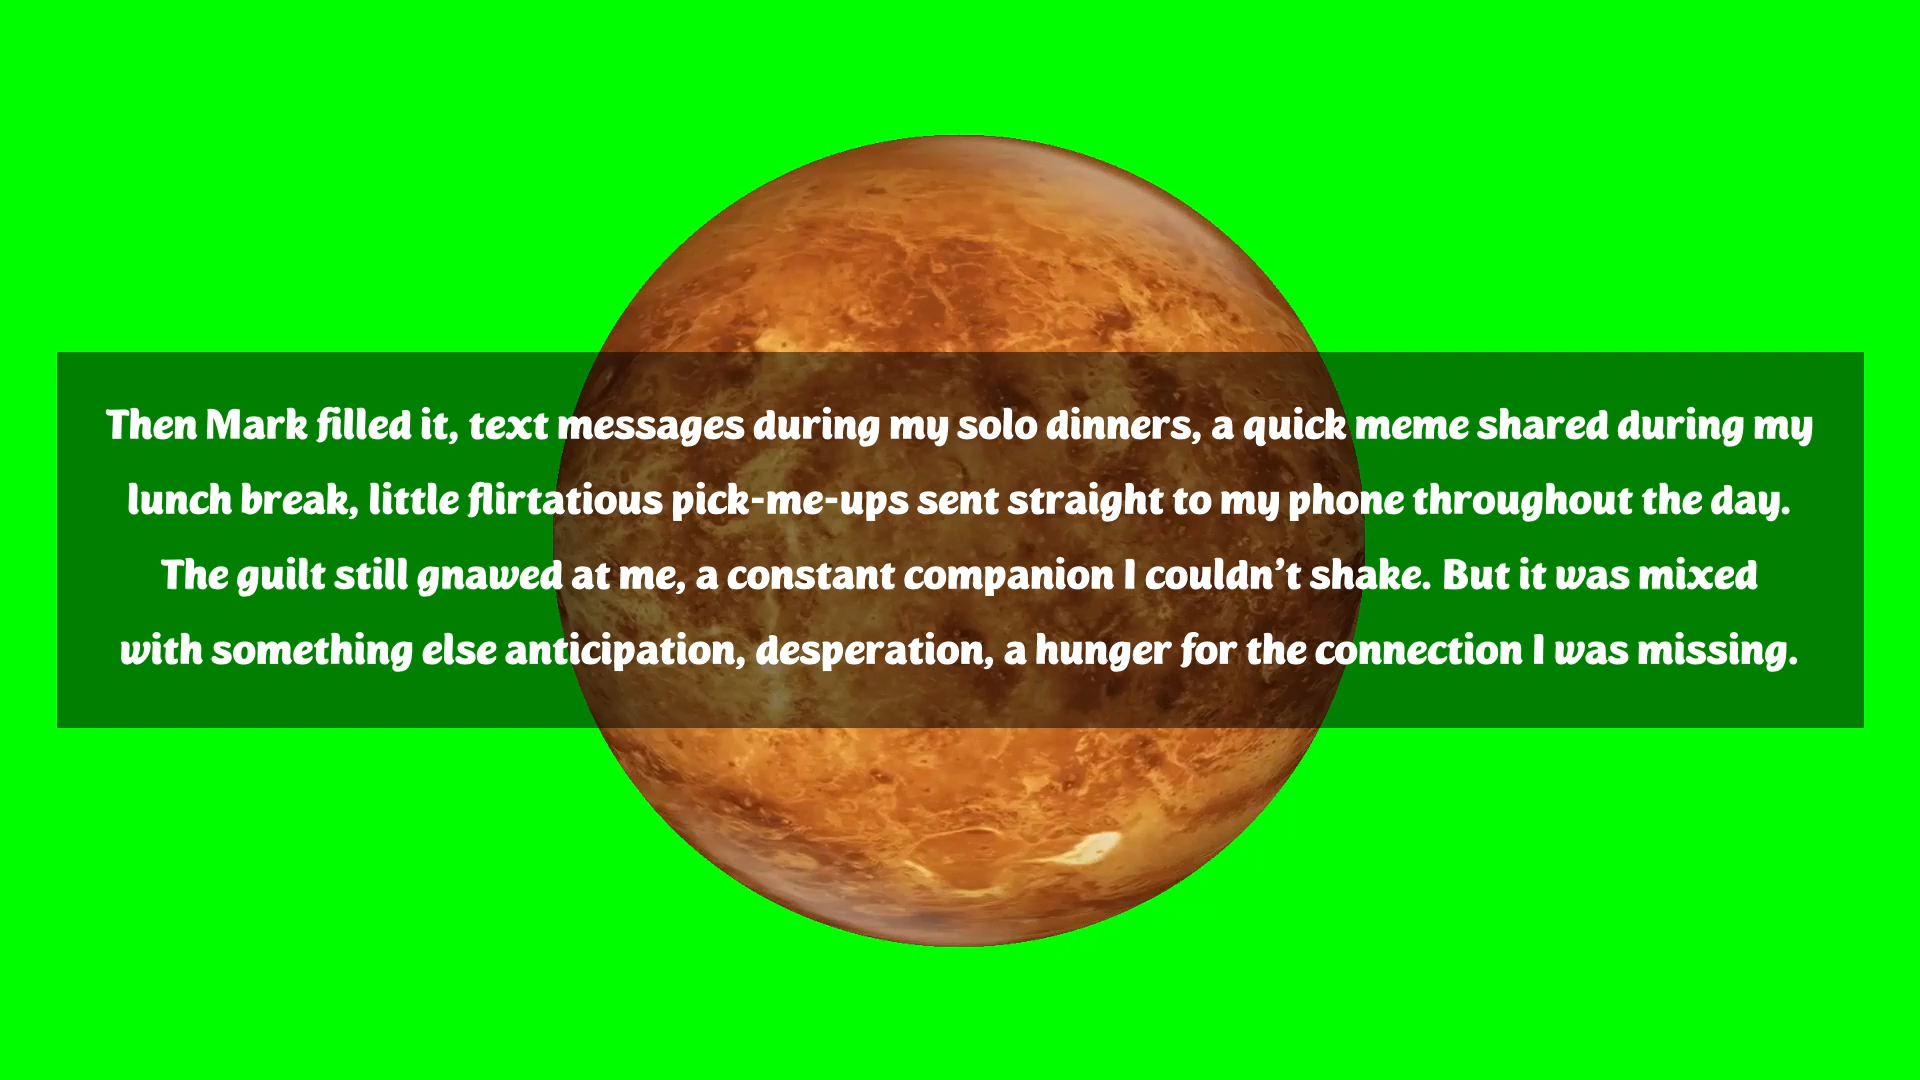 Then Mark filled it, text messages during my solo dinners, a quick meme shared during my
lunch break, little flirtatious pick-me-ups sent straight to my phone throughout the day.
The guilt still gnawed at me, a constant companion I couldn’t shake. But it was mixed
with something else anticipation, desperation, a hunger for the connection I was missing.